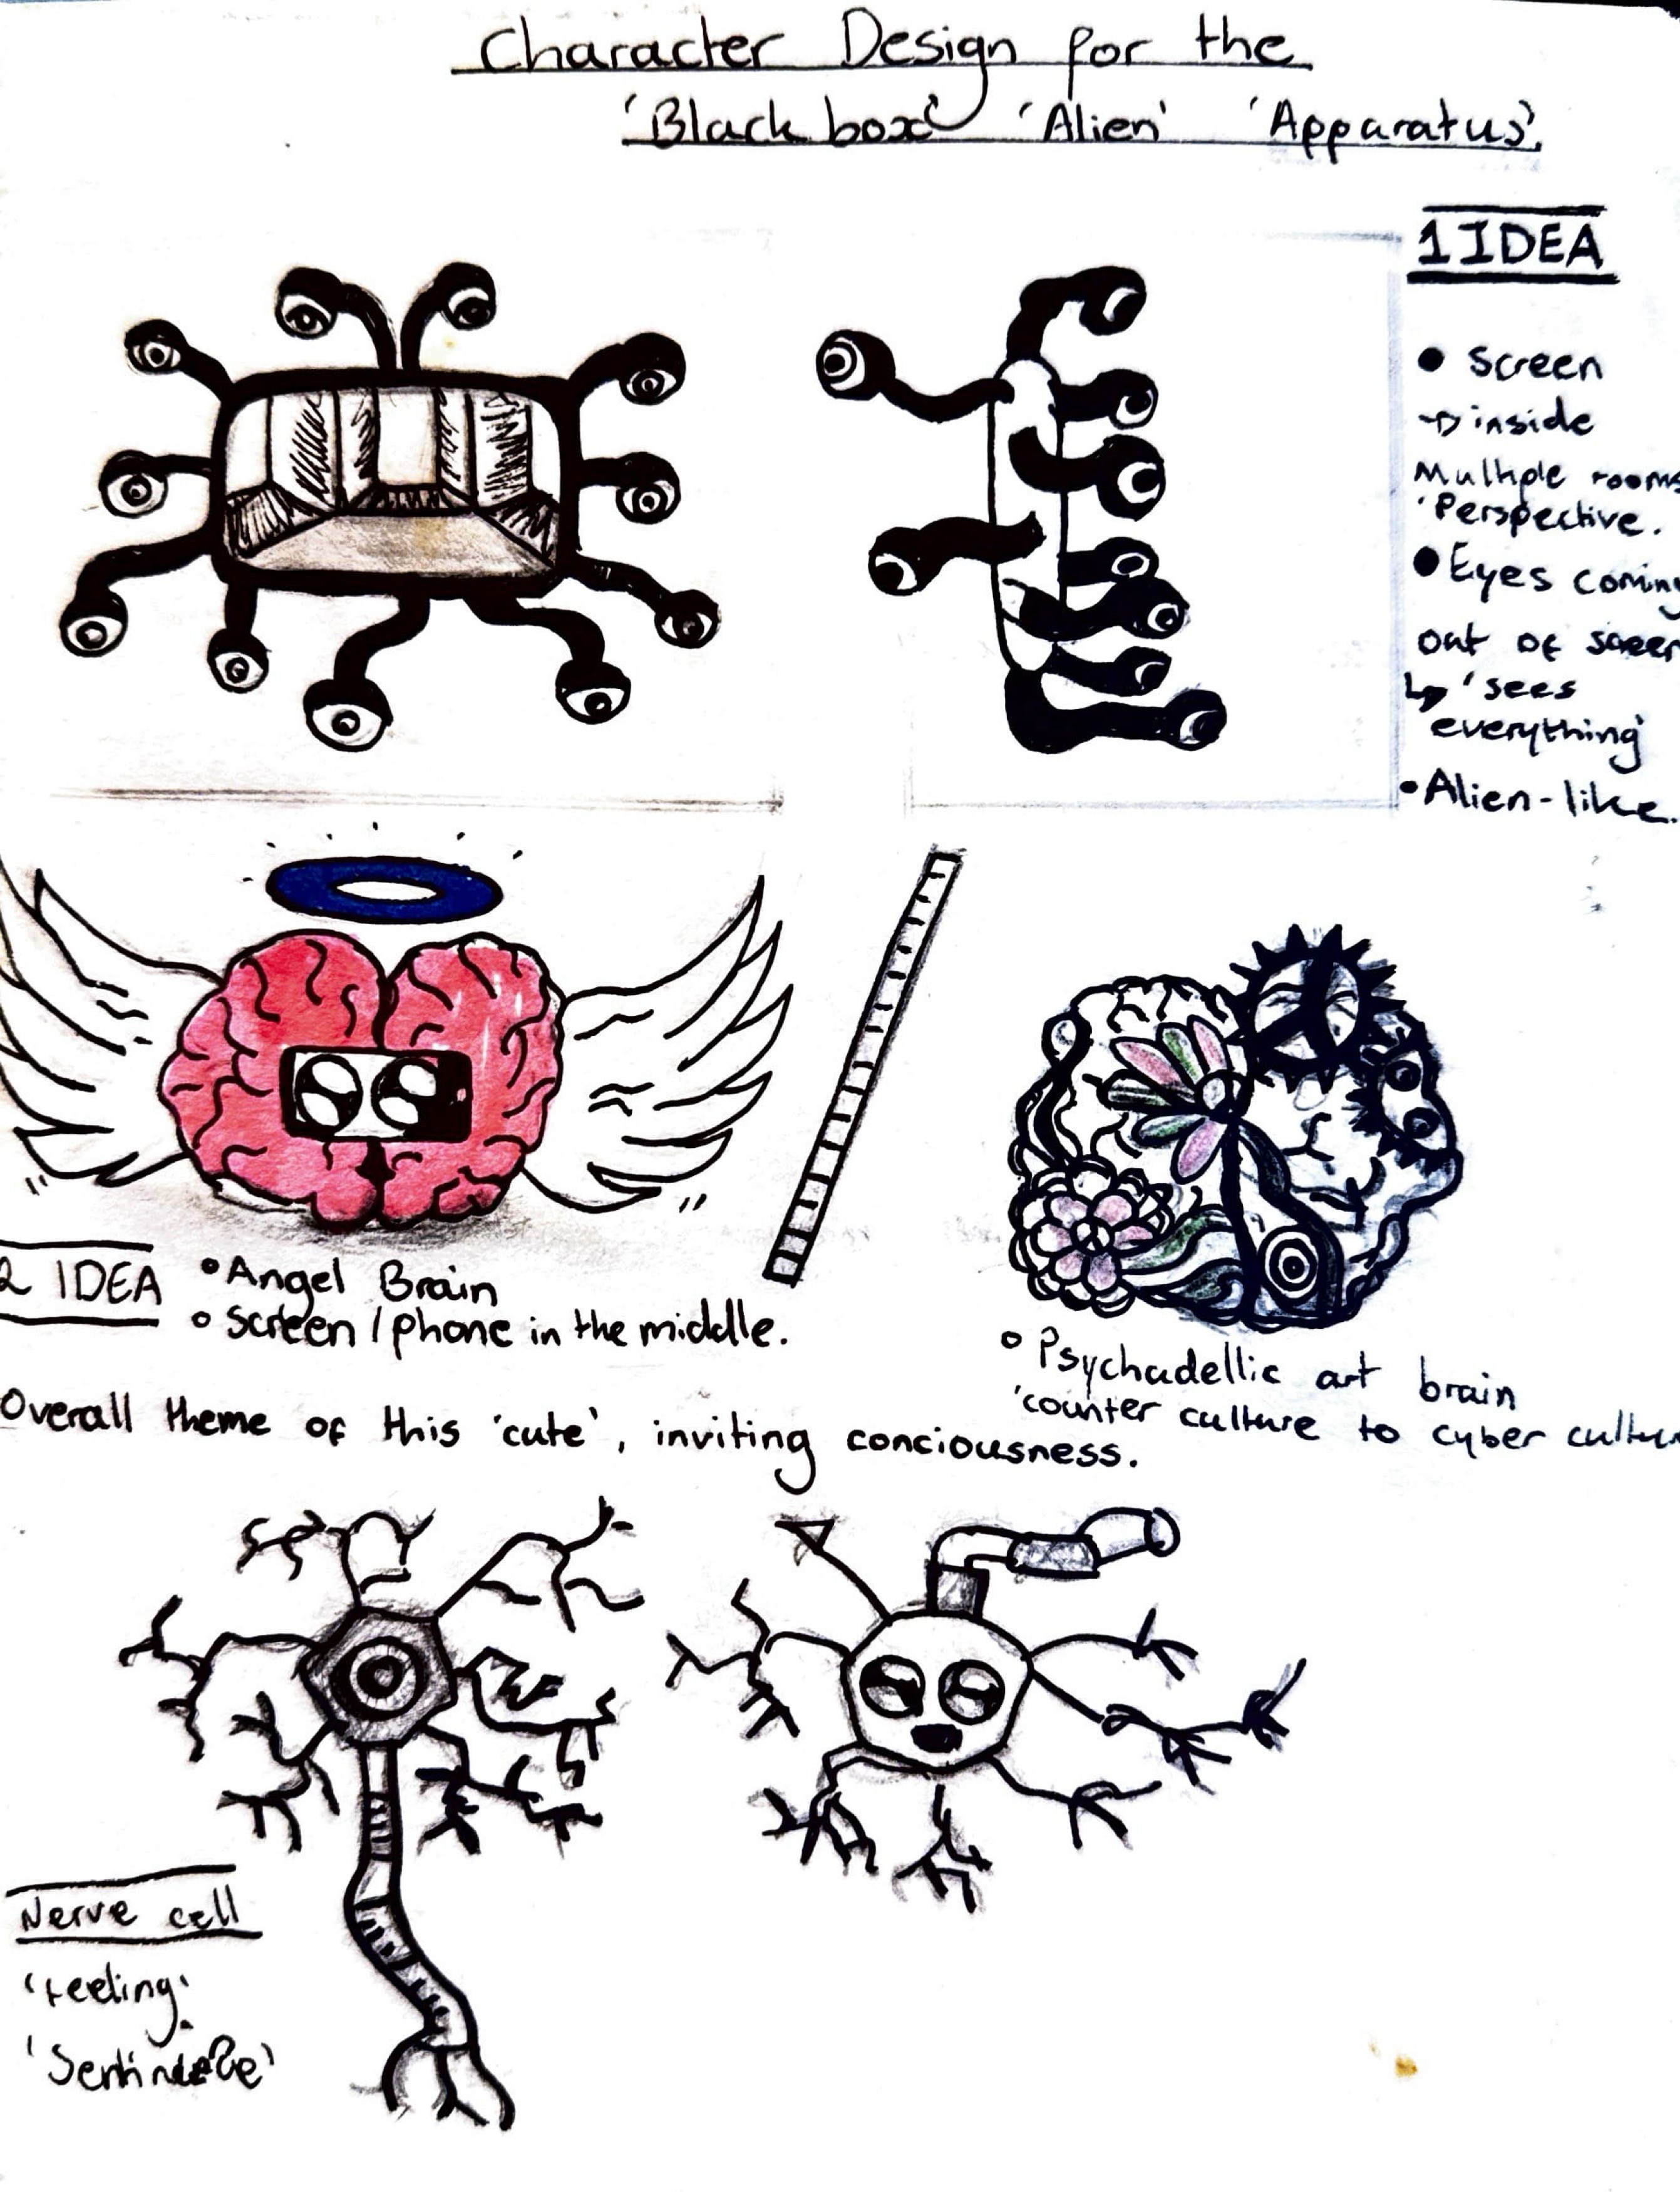 Character Design for the
'Black box' 'Alien' 'Apparatus'.
1 IDEA
• Screen
→ inside
Multiple rooms
'Perspective.
• Eyes coming
out of screen
↳ 'sees
everything'
• Alien-like.
2 IDEA
• Angel Brain
• Screen / phone in the middle.
• Psychadellic art brain
'counter culture to cyber cultur
Overall theme of this 'cute', inviting conciousness.
Nerve cell
'feeling'